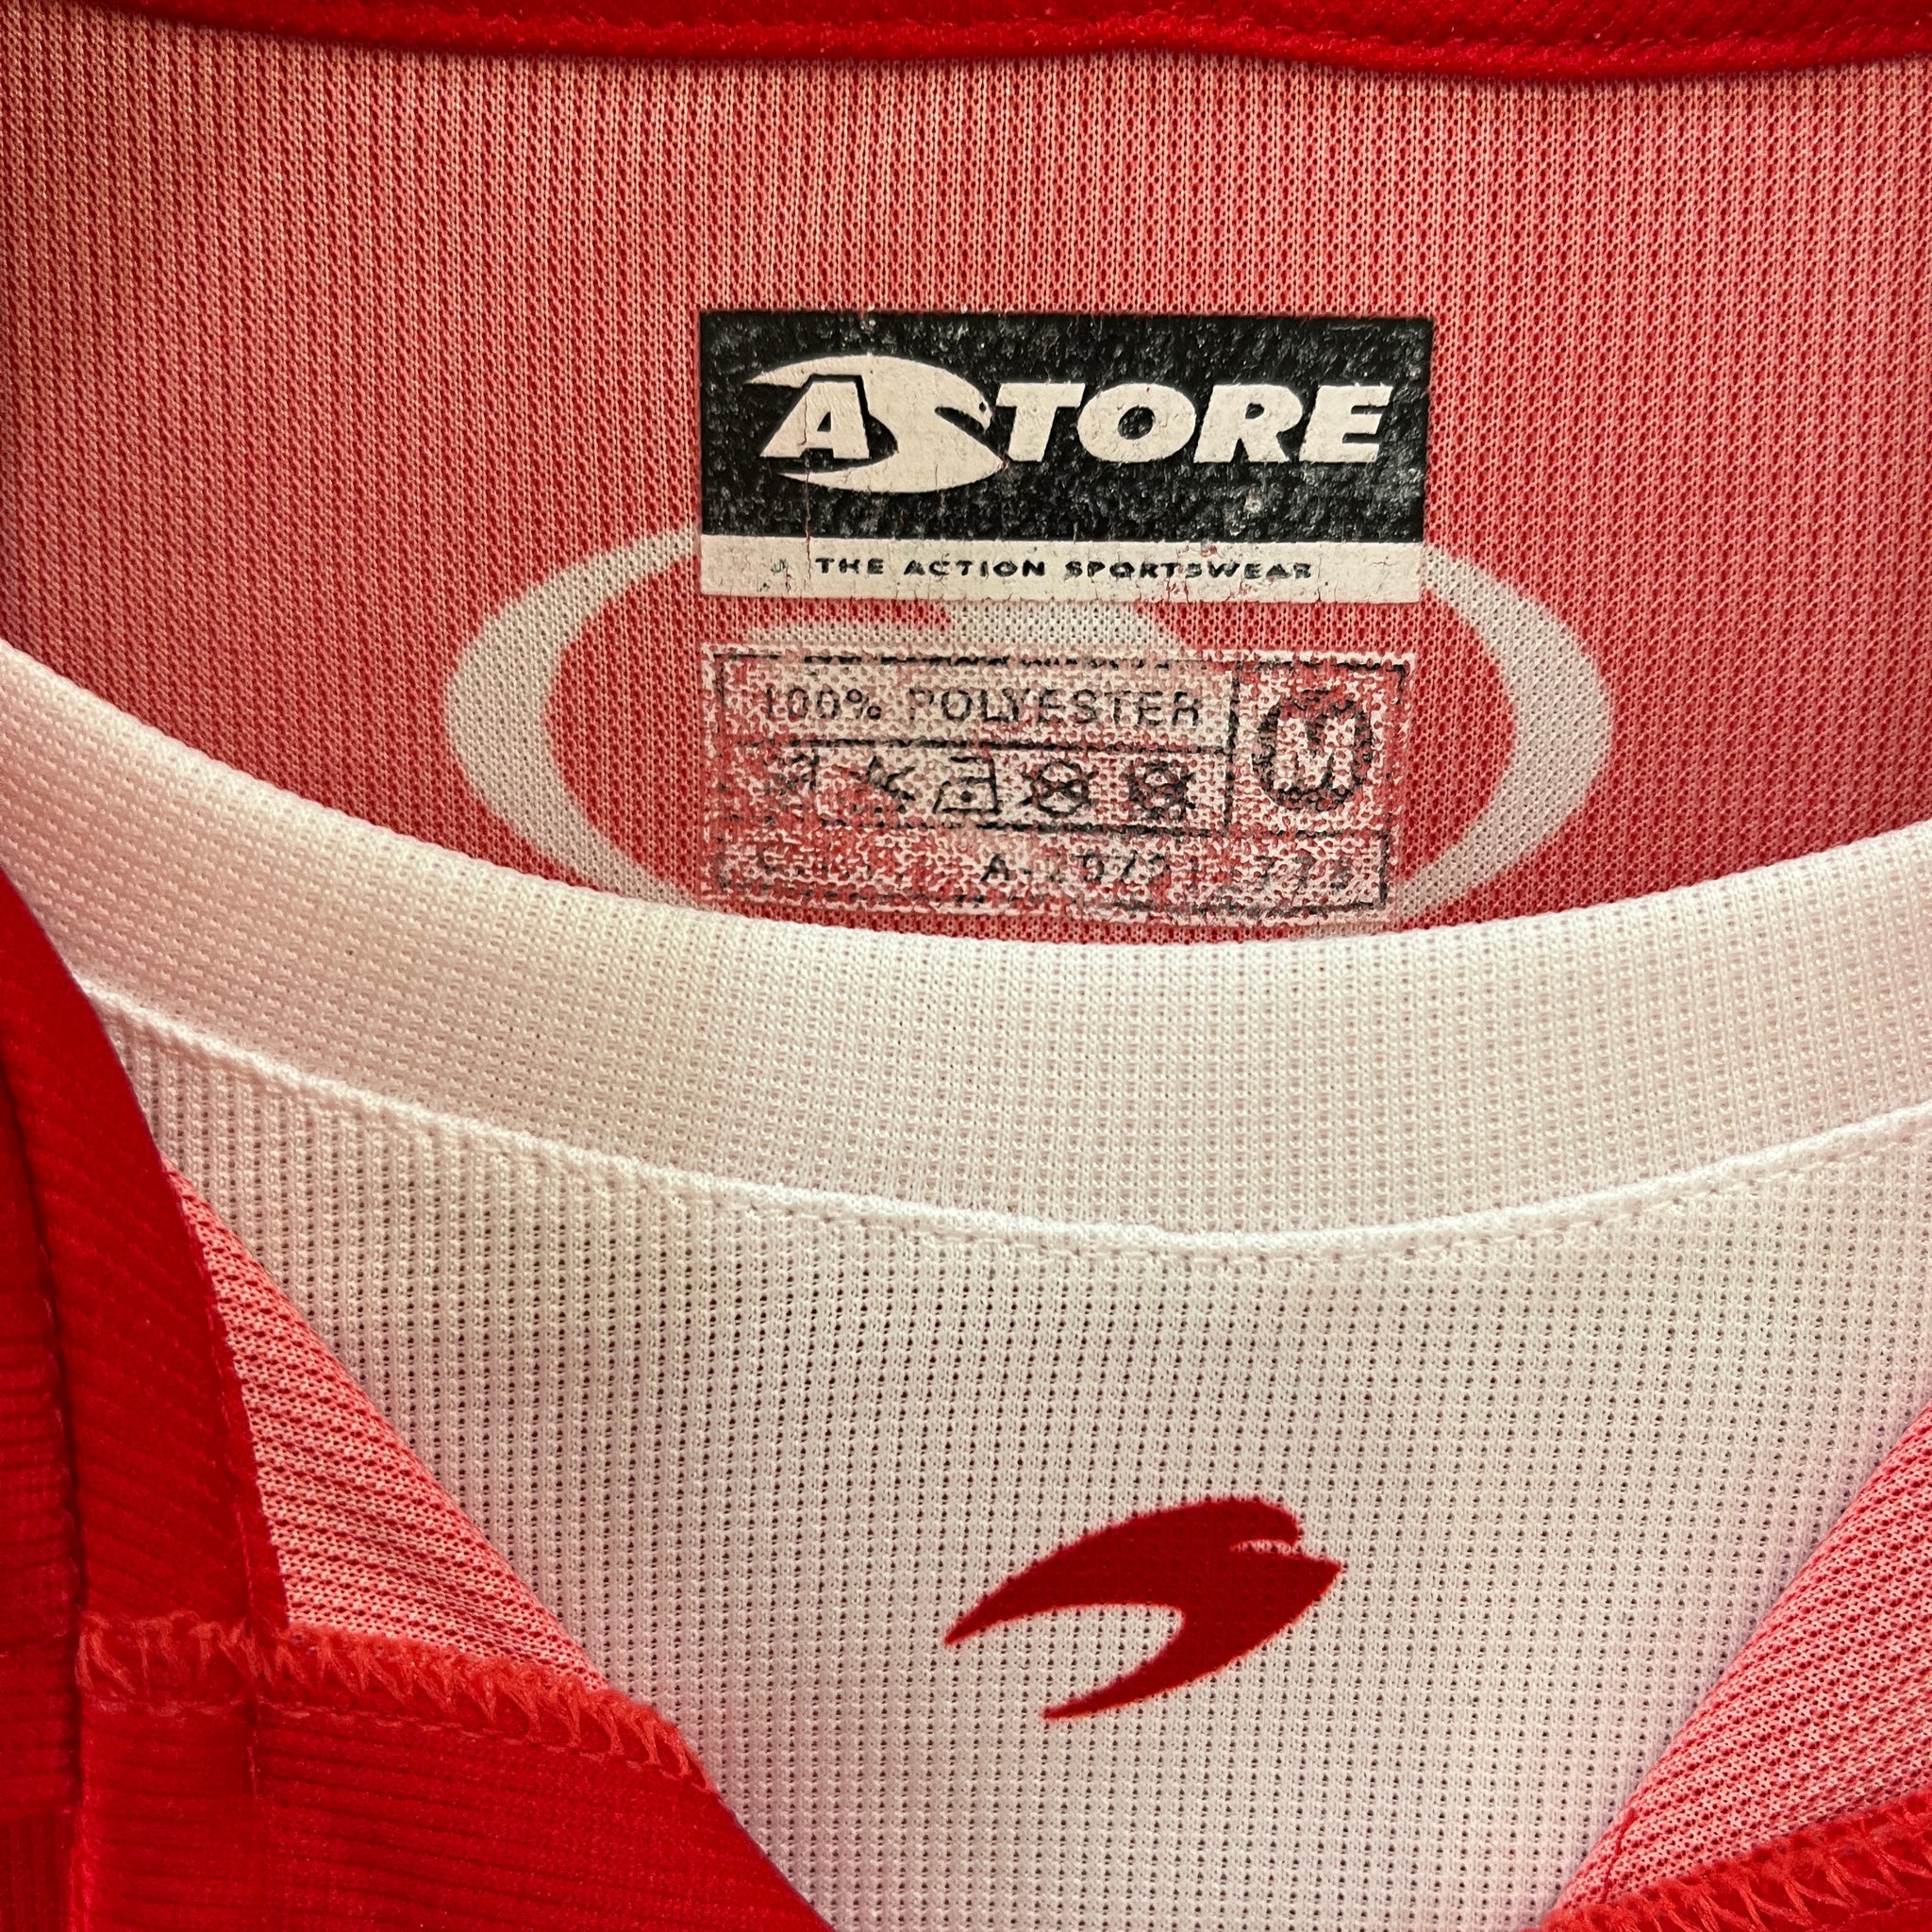 ASTORE
THE ACTION SPORTSWEAR
100% POLYESTER
M